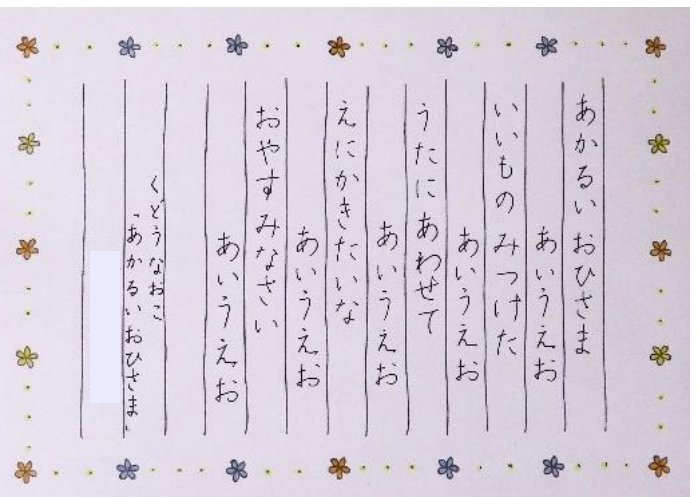 あかるい おひさま
あいうえお
いいもの みつけた
あいうえお
うたに あわせて
あいうえお
えに かきたいな
あいうえお
おやすみなさい
あいうえお
くどうなおこ
「あかるいおひさま」